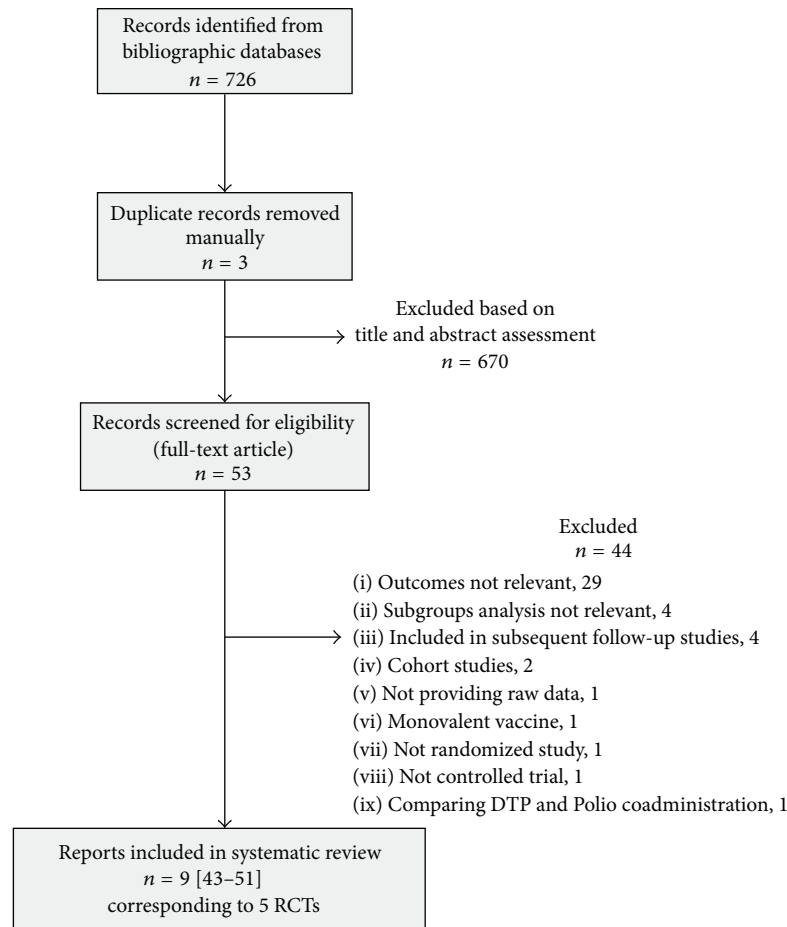 Records identified from
bibliographic databases
n = 726
Duplicate records removed
manually
n = 3
Excluded based on
title and abstract assessment
n = 670
Records screened for eligibility
(full-text article)
n = 53
Excluded
n = 44
(i) Outcomes not relevant, 29
(ii) Subgroups analysis not relevant, 4
(iii) Included in subsequent follow-up studies, 4
(iv) Cohort studies, 2
(v) Not providing raw data, 1
(vi) Monovalent vaccine, 1
(vii) Not randomized study, 1
(viii) Not controlled trial, 1
(ix) Comparing DTP and Polio coadministration, 1
Reports included in systematic review
n = 9 [43–51]
corresponding to 5 RCTs